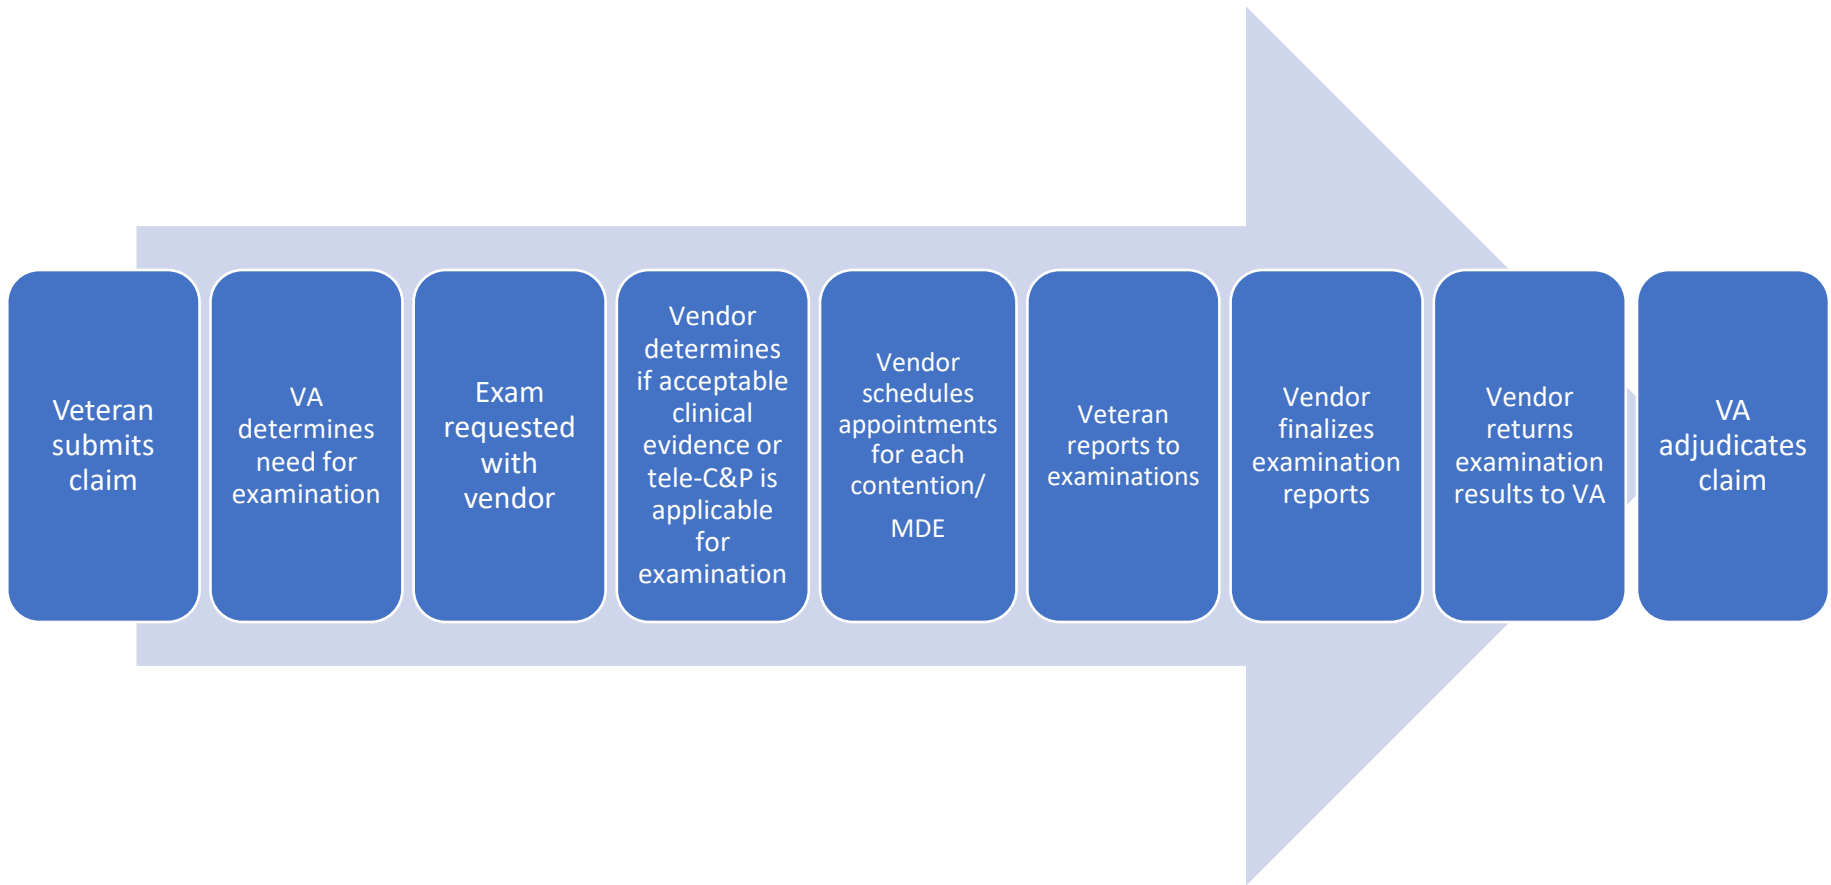 Veteran
submits
claim
VA
determines
need for
examination
Exam
requested
with
vendor
Vendor
determines
if acceptable
clinical
evidence or
tele-C&P is
applicable
for
examination
Vendor
schedules
appointments
for each
contention/
MDE
Veteran
reports to
examinations
Vendor
finalizes
examination
reports
Vendor
returns
examination
results to VA
VA
adjudicates
claim